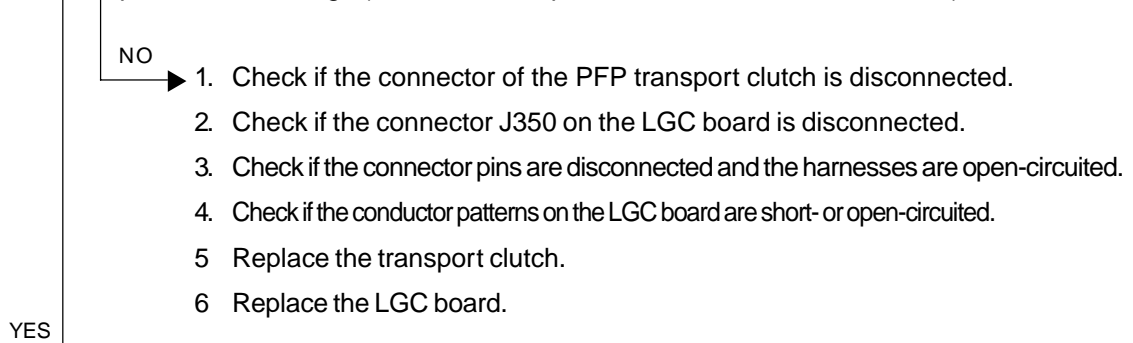 NO
1. Check if the connector of the PFP transport clutch is disconnected.
2. Check if the connector J350 on the LGC board is disconnected.
3. Check if the connector pins are disconnected and the harnesses are open-circuited.
4. Check if the conductor patterns on the LGC board are short- or open-circuited.
5 Replace the transport clutch.
6 Replace the LGC board.
YES